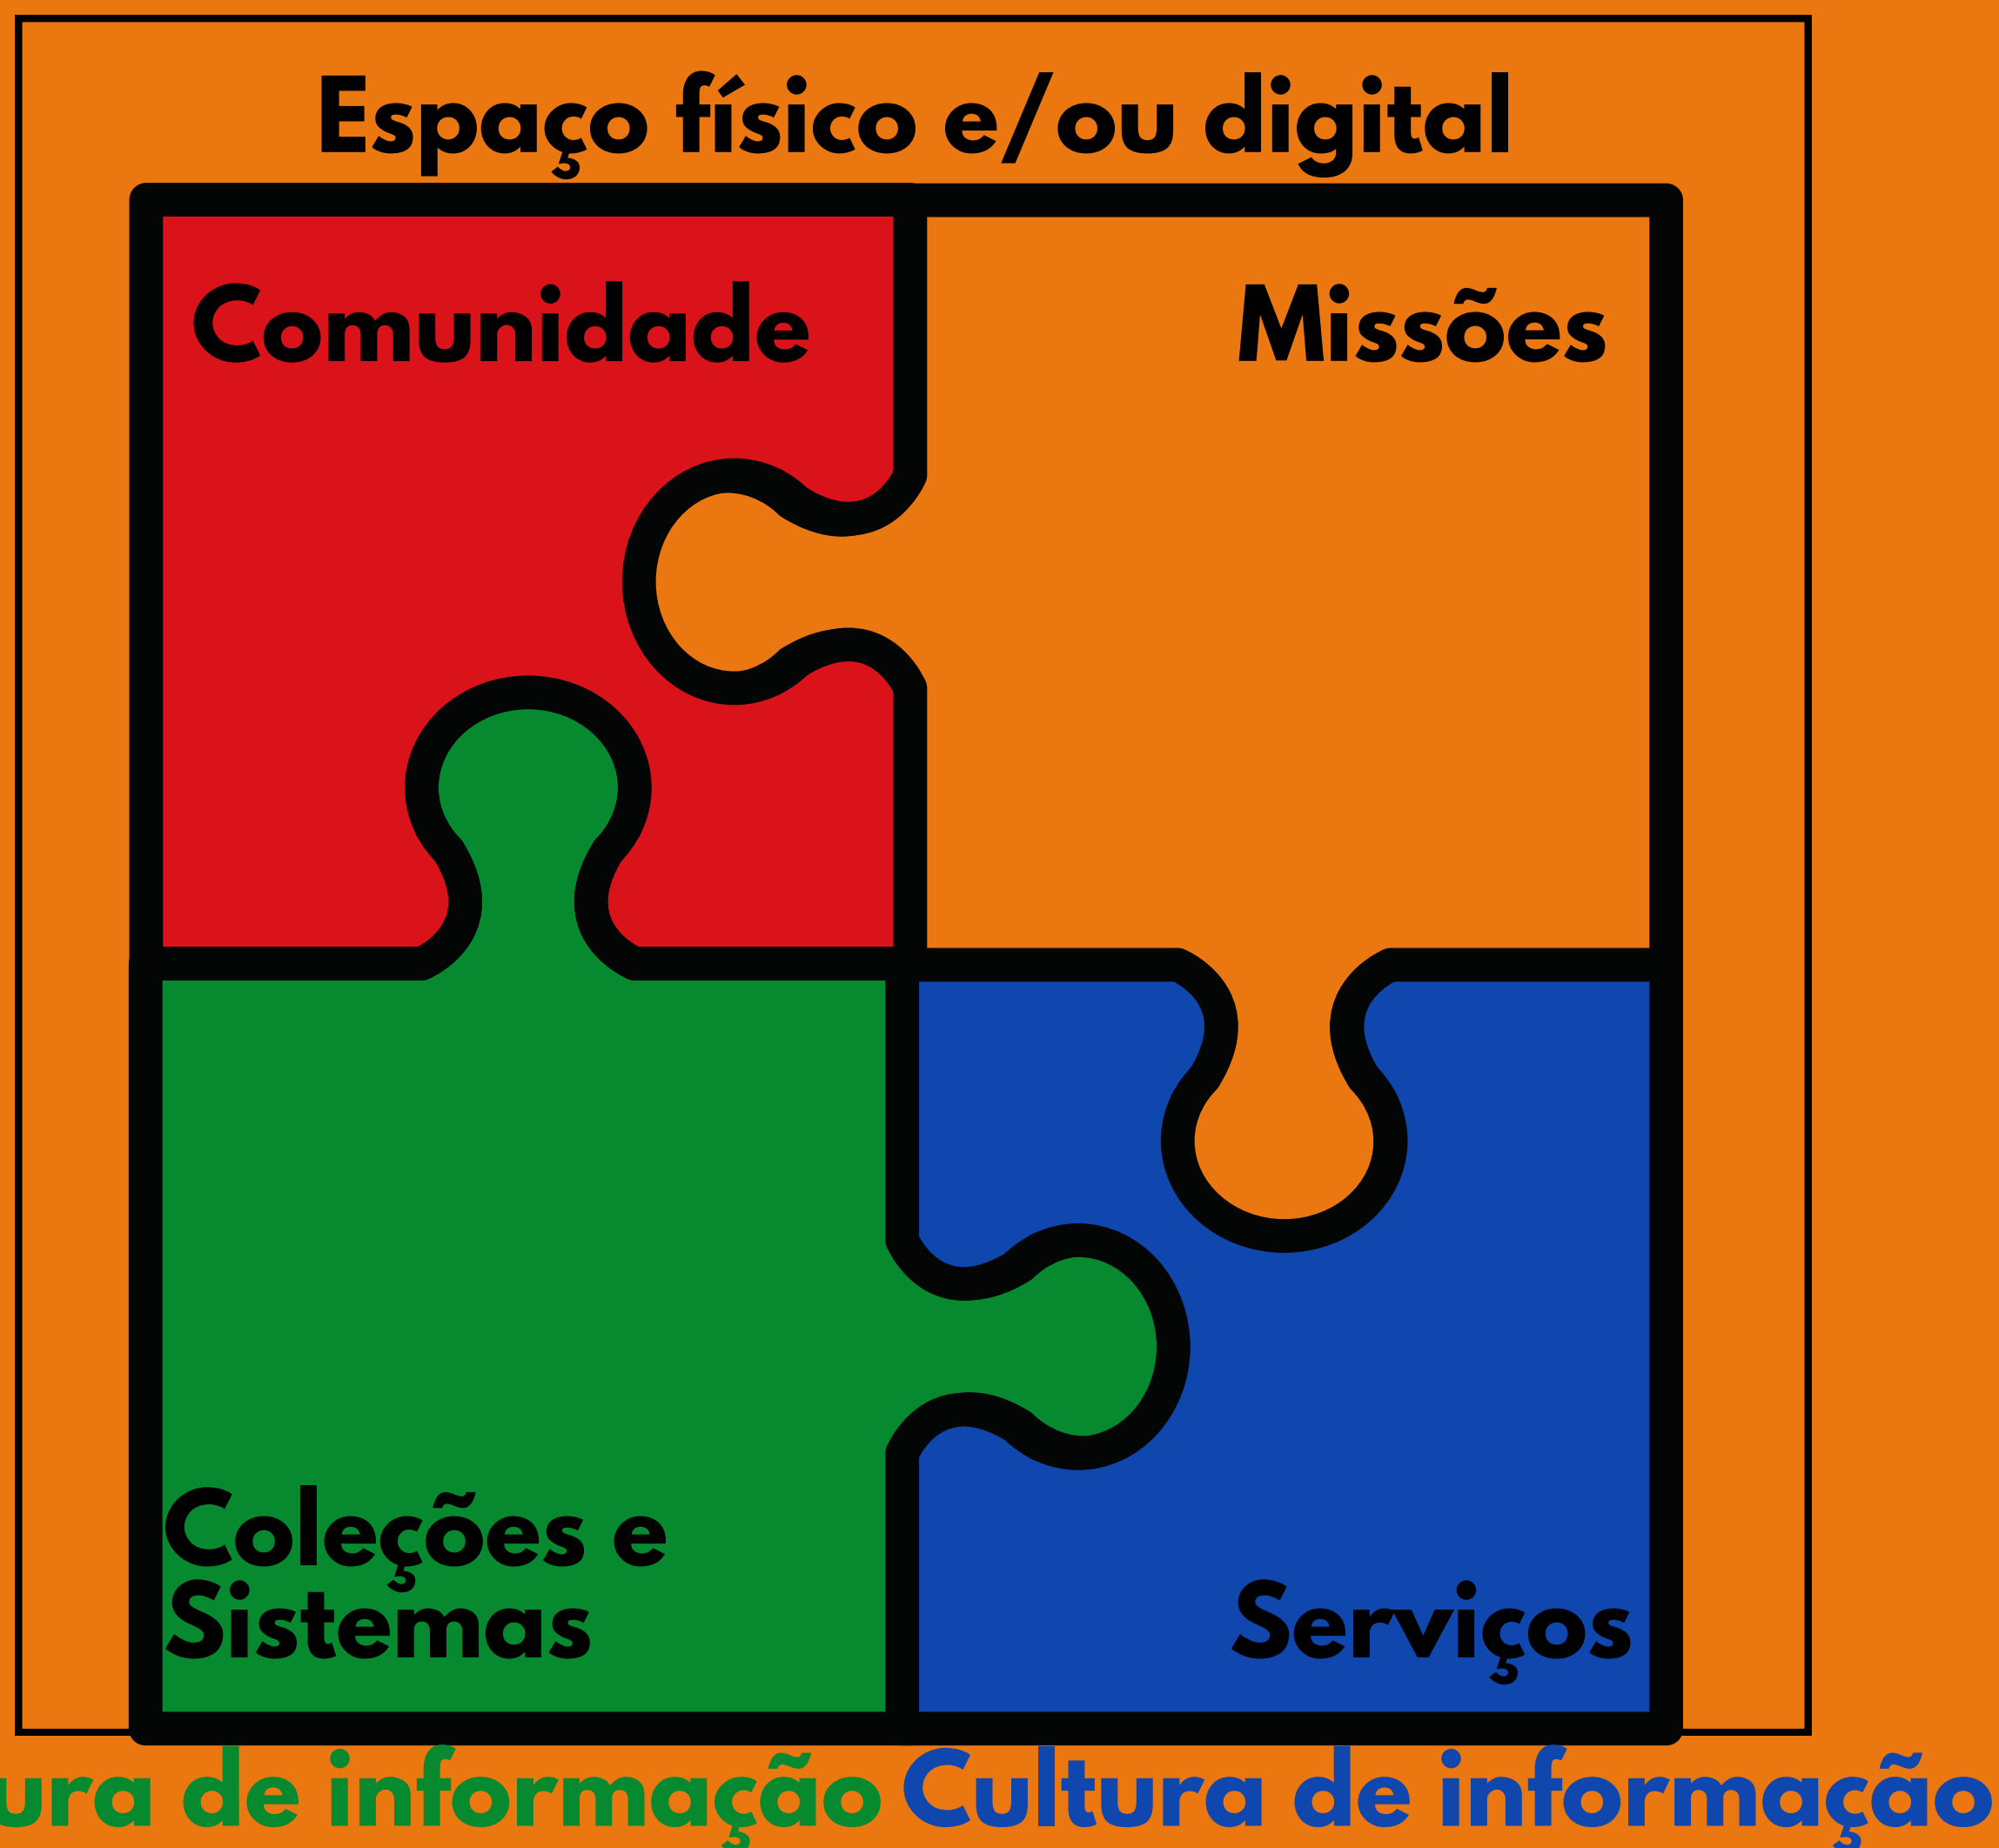 Espaço físico e/ou digital
Comunidade
Missões
Coleções e
Sistemas
Serviços
ura de informação Cultura de informação